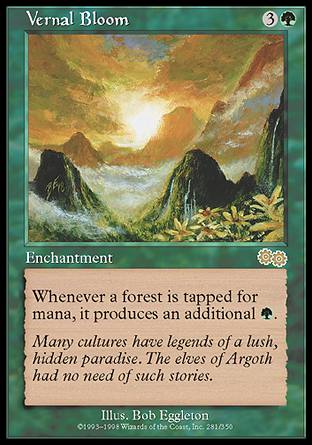 Vernal Bloom 3
Enchantment
Whenever a forest is tapped for
mana, it produces an additional .
Many cultures have legends of a lush,
hidden paradise. The elves of Argoth
had no need of such stories.
Illus. Bob Eggleton
©1993–1998 Wizards of the Coast, Inc. 281/350